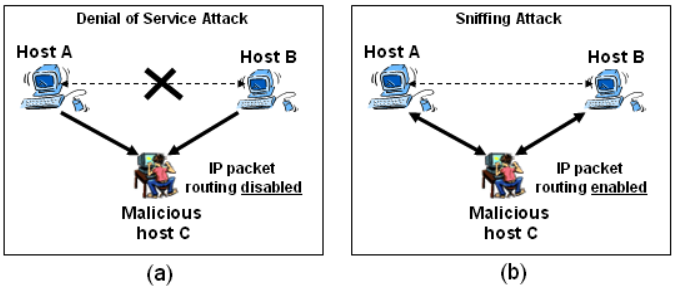 Denial of Service Attack
Host A
Host B
IP packet
routing disabled
Malicious
host C
(a)
Sniffing Attack
Host A
Host B
IP packet
routing enabled
Malicious
host C
(b)